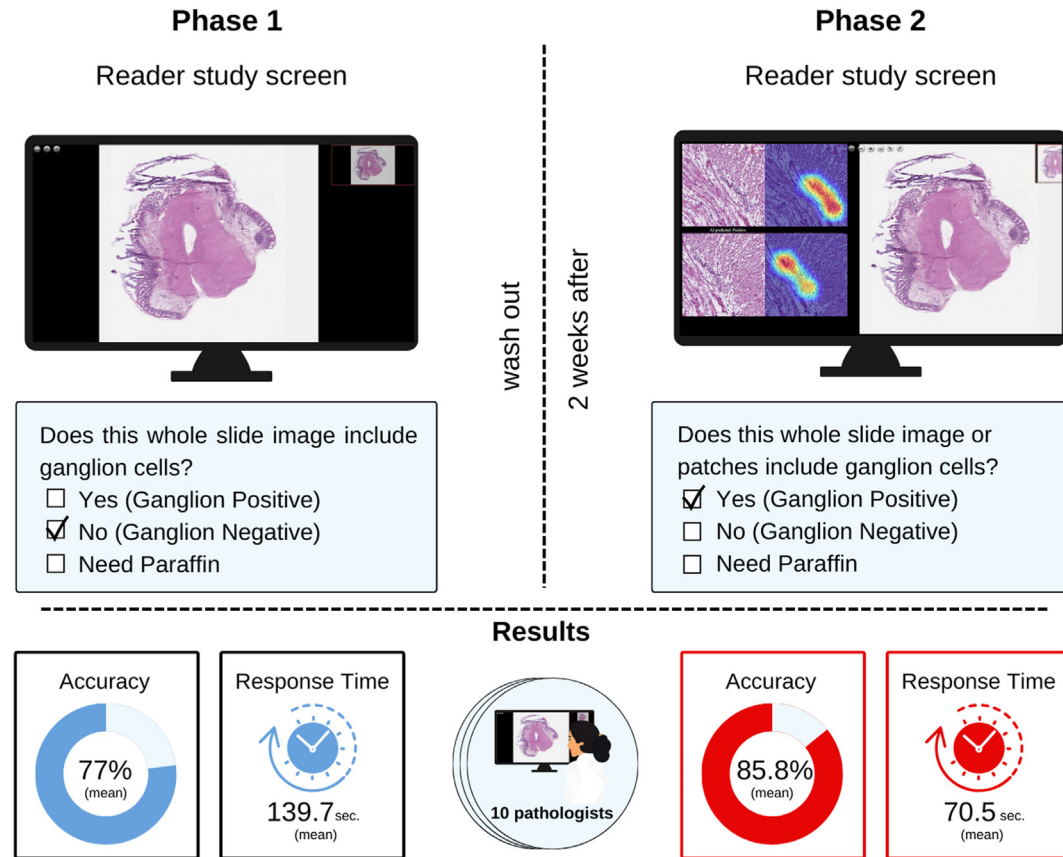 Phase 1
Reader study screen
Does this whole slide image include
ganglion cells?
Yes (Ganglion Positive)
No (Ganglion Negative)
Need Paraffin
wash out
2 weeks after
Phase 2
Reader study screen
AI predicted: Positive
Does this whole slide image or
patches include ganglion cells?
Yes (Ganglion Positive)
No (Ganglion Negative)
Need Paraffin
Results
Accuracy
77%
(mean)
Response Time
139.7 sec.
(mean)
10 pathologists
Accuracy
85.8%
(mean)
Response Time
70.5 sec.
(mean)